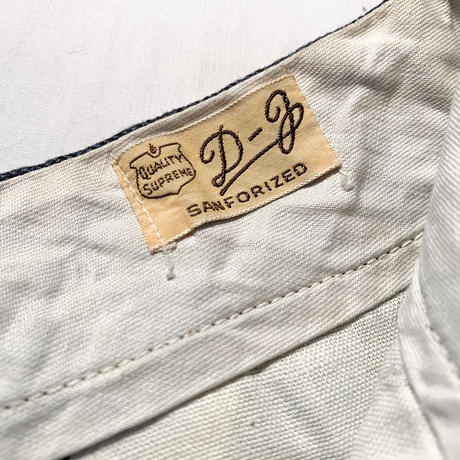 QUALITY
SUPREME
D-J
SANFORIZED